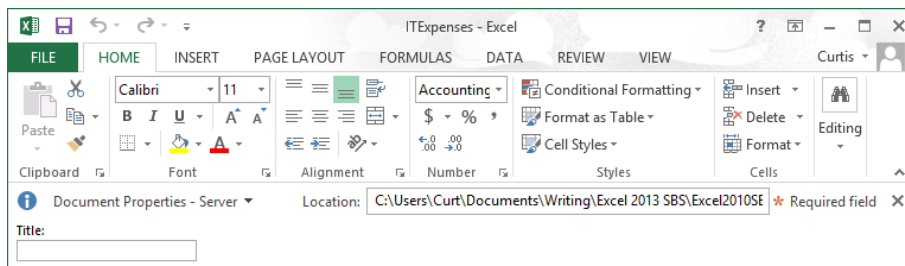 ITExpenses - Excel
FILE HOME INSERT PAGE LAYOUT FORMULAS DATA REVIEW VIEW Curtis
Calibri 11 Accounting Conditional Formatting Insert
B I U A A $ % , Format as Table Delete
Paste A .00 .00 Cell Styles Format Editing
Clipboard Font Alignment Number Styles Cells
Document Properties - Server Location: C:\Users\Curt\Documents\Writing\Excel 2013 SBS\Excel2010SE * Required field
Title: